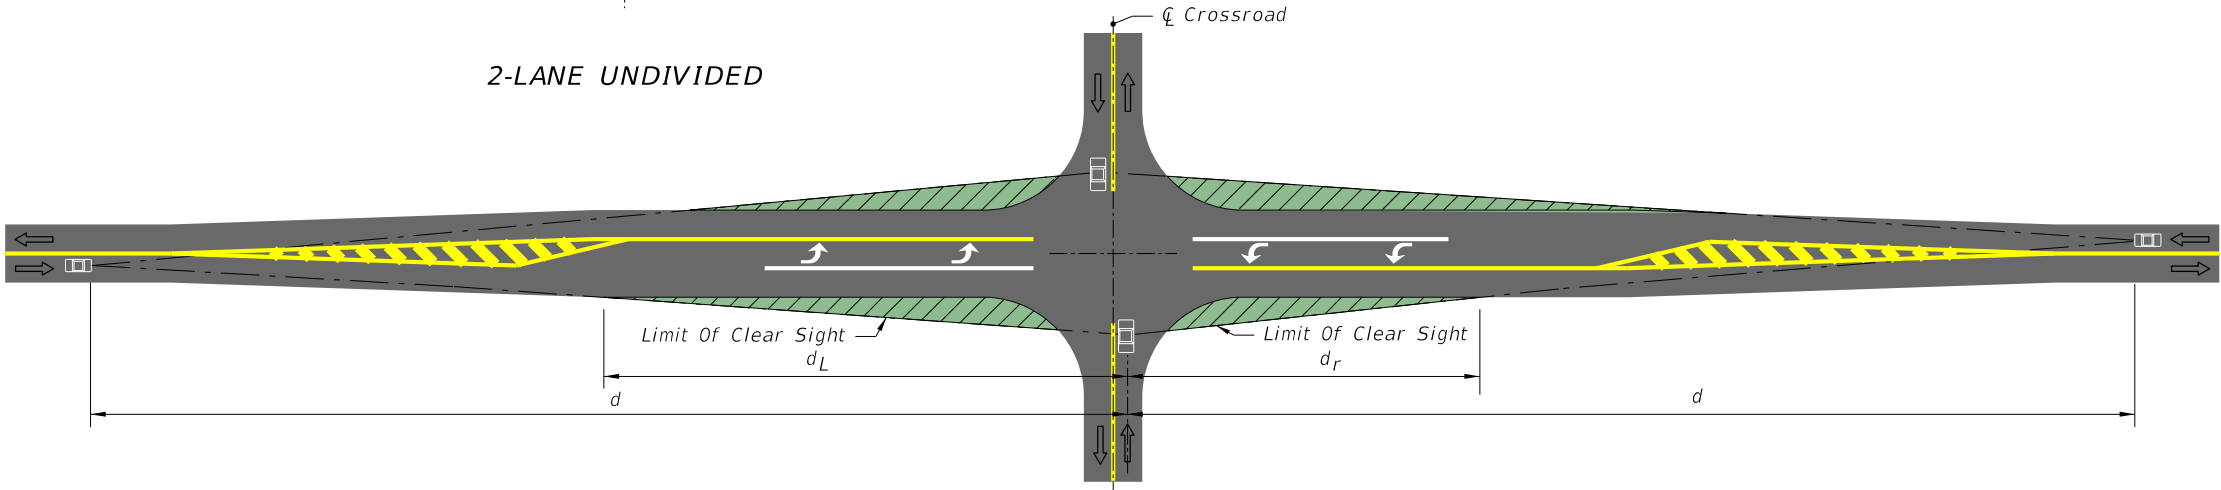 ℄ Crossroad
2-LANE UNDIVIDED
Limit Of Clear Sight
Limit Of Clear Sight
dL
dr
d
d